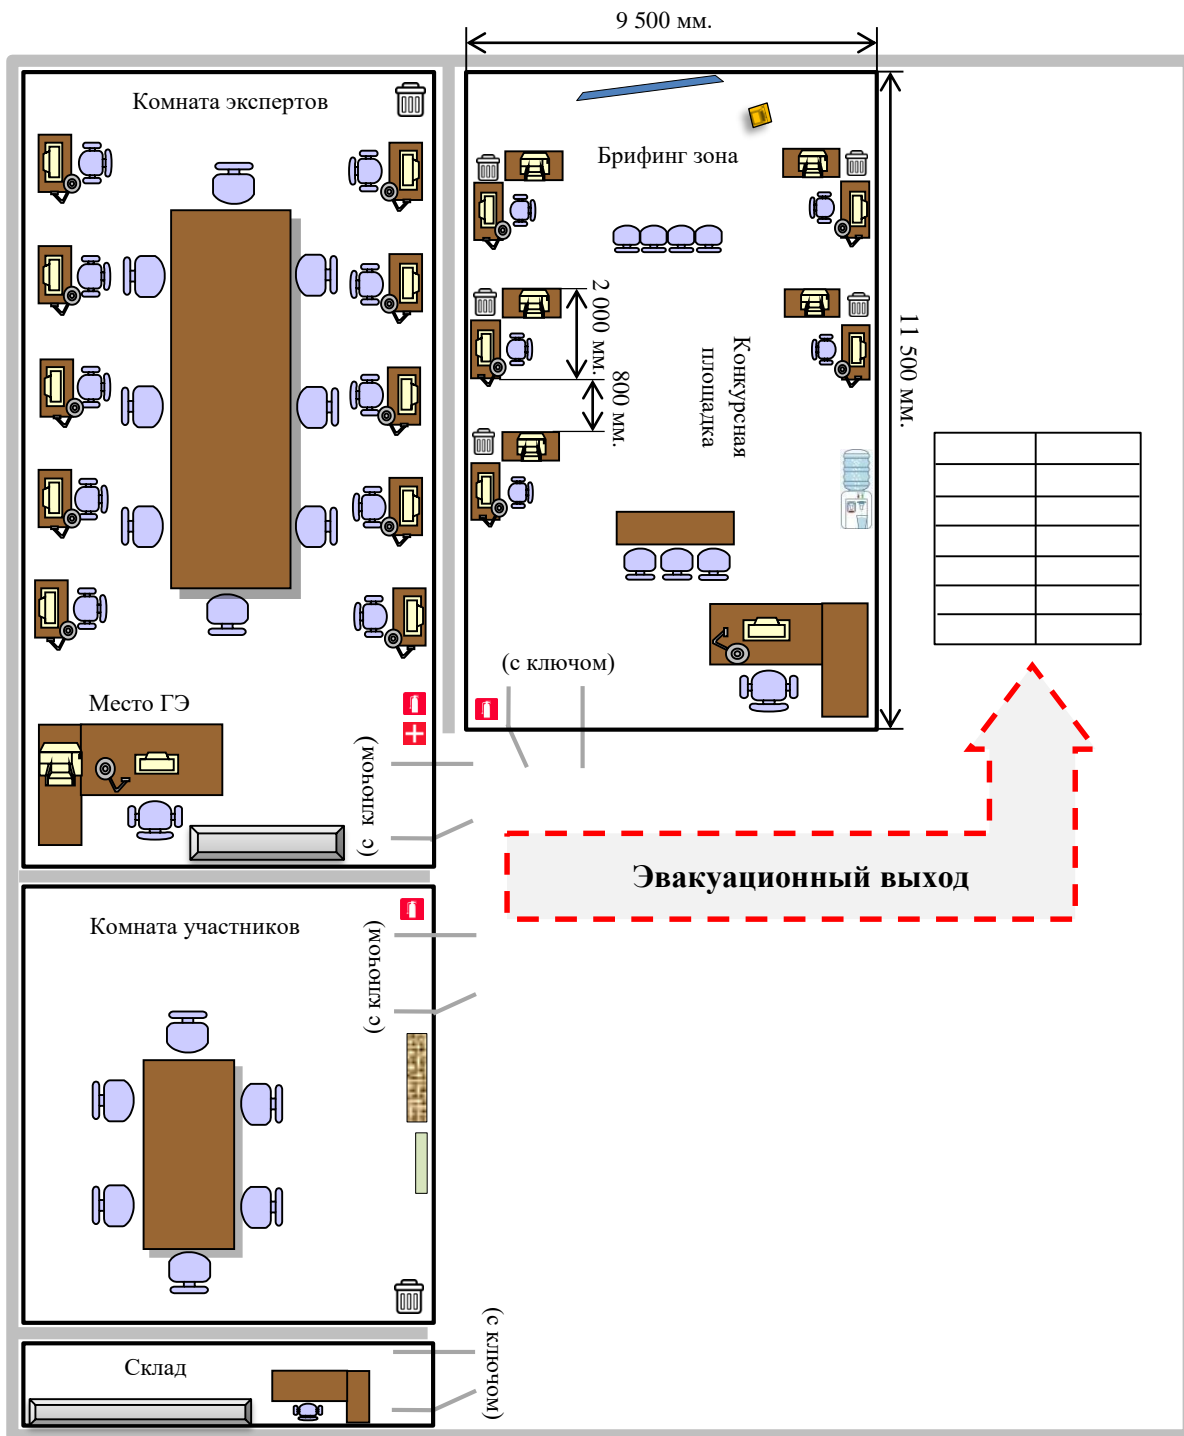 9 500 мм.
Комната экспертов
Брифинг зона
2 000 мм.
800 мм.
Конкурсная
площадка
11 500 мм.
(с ключом)
Место ГЭ
(с ключом)
Эвакуационный выход
Комната участников
(с ключом)
(с ключом)
Склад